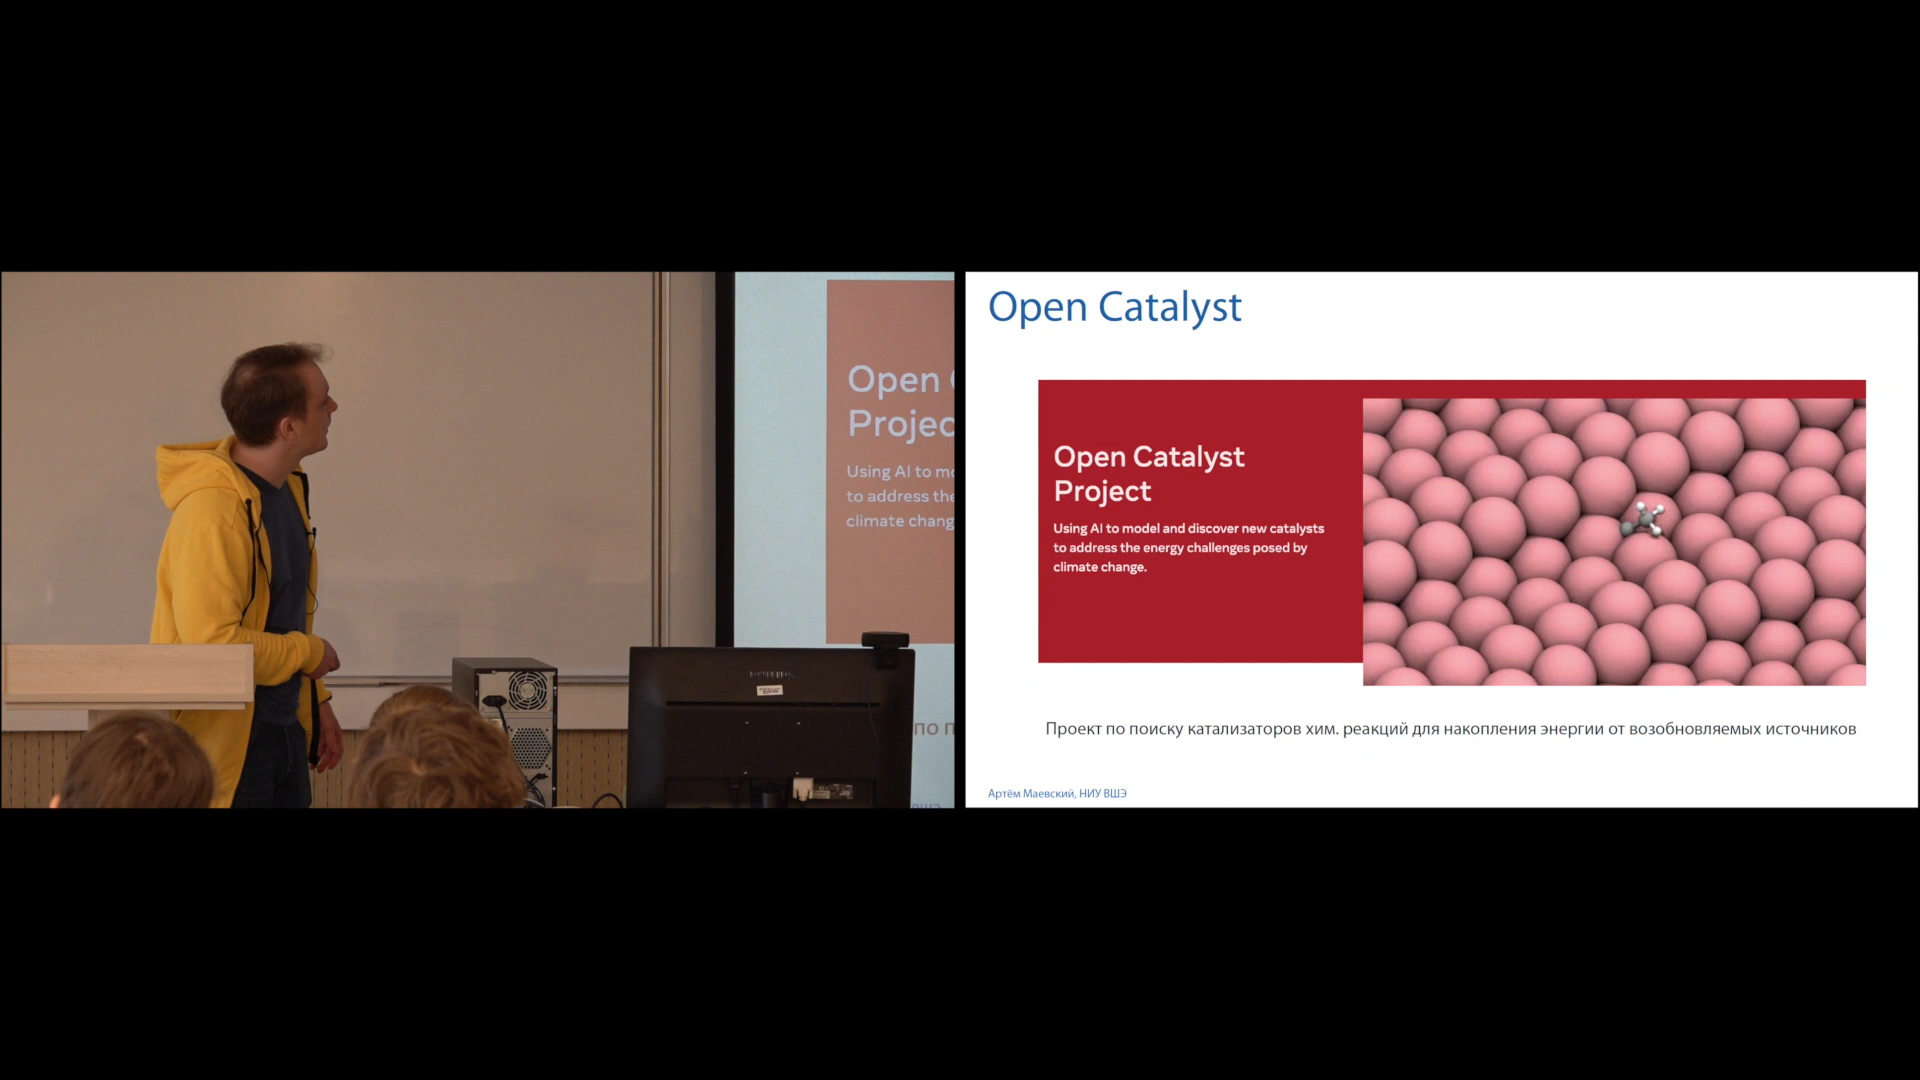 Open
Projec
Using AI to mo
to address the
climate chang
по п
ВШЭ
Open Catalyst
Open Catalyst
Project
Using AI to model and discover new catalysts
to address the energy challenges posed by
climate change.
Проект по поиску катализаторов хим. реакций для накопления энергии от возобновляемых источников
Артём Маевский, НИУ ВШЭ